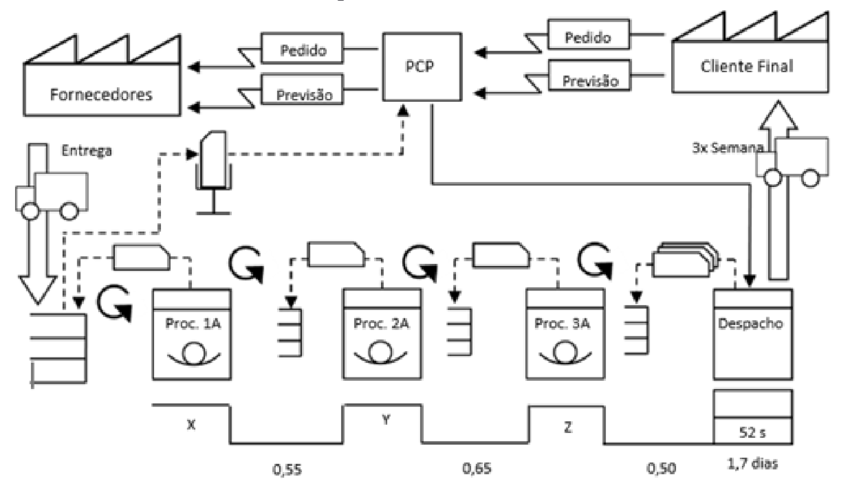 Fornecedores
Pedido
Previsão
PCP
Pedido
Previsão
Cliente Final
Entrega
3x Semana
Proc. 1A
Proc. 2A
Proc. 3A
Despacho
X
Y
Z
52 s
0,55
0,65
0,50
1,7 dias